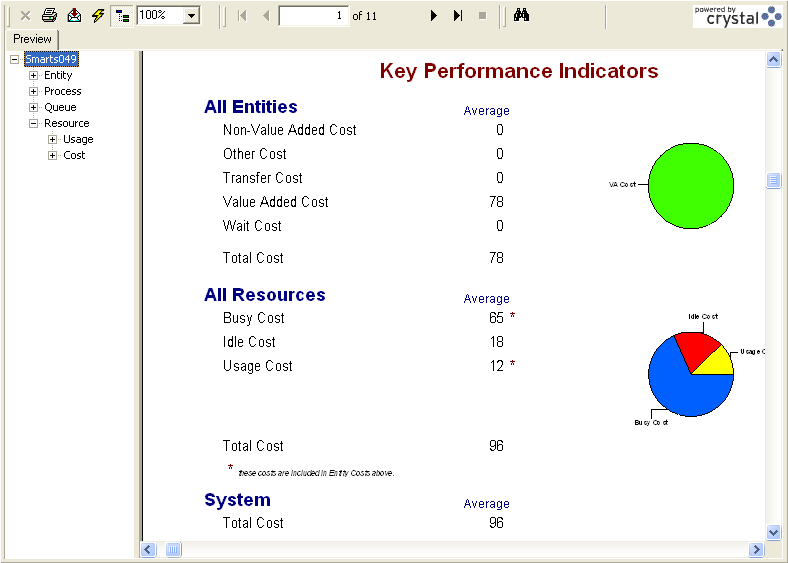 100%
1 of 11
powered by
crystal
Preview
Smarts049
Entity
Process
Queue
Resource
Usage
Cost
Key Performance Indicators
All Entities Average
Non-Value Added Cost 0
Other Cost 0
Transfer Cost 0
Value Added Cost 78
Wait Cost 0
Total Cost 78
VA Cost
All Resources Average
Busy Cost 65 *
Idle Cost 18
Usage Cost 12 *
Idle Cost
Usage C
Busy Cost
Total Cost 96
* these costs are included in Entity Costs above.
System Average
Total Cost 96